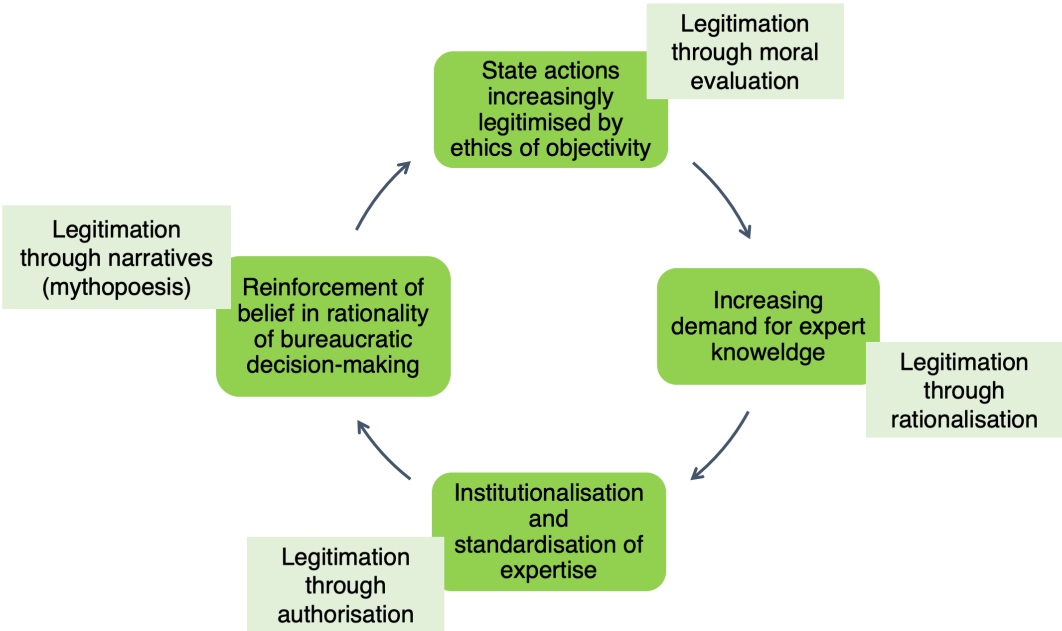 Legitimation
through moral
evaluation
State actions
increasingly
legitimised by
ethics of objectivity
Legitimation
through narratives
(mythopoesis)
Reinforcement of
belief in rationality
of bureaucratic
decision-making
Increasing
demand for expert
knoweldge
Legitimation
through
rationalisation
Institutionalisation
and
standardisation of
expertise
Legitimation
through
authorisation